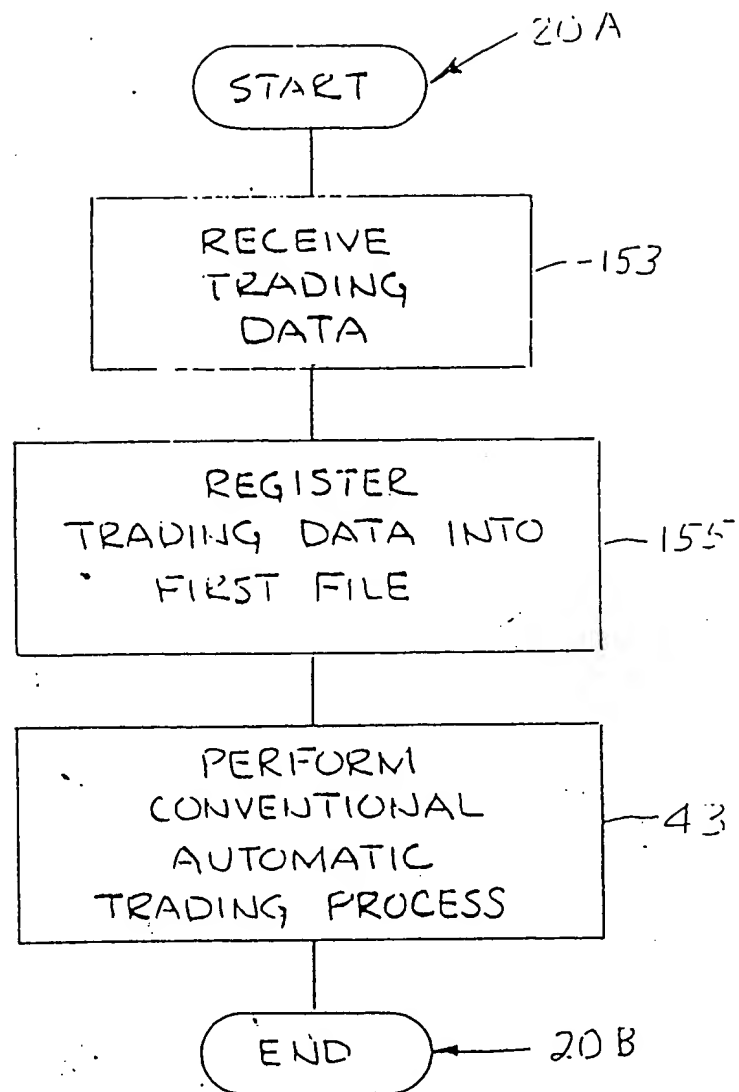 20A
START
RECEIVE
TRADING
DATA
153
REGISTER
TRADING DATA INTO
FIRST FILE
155
PERFORM
CONVENTIONAL
AUTOMATIC
TRADING PROCESS
43
END
20B